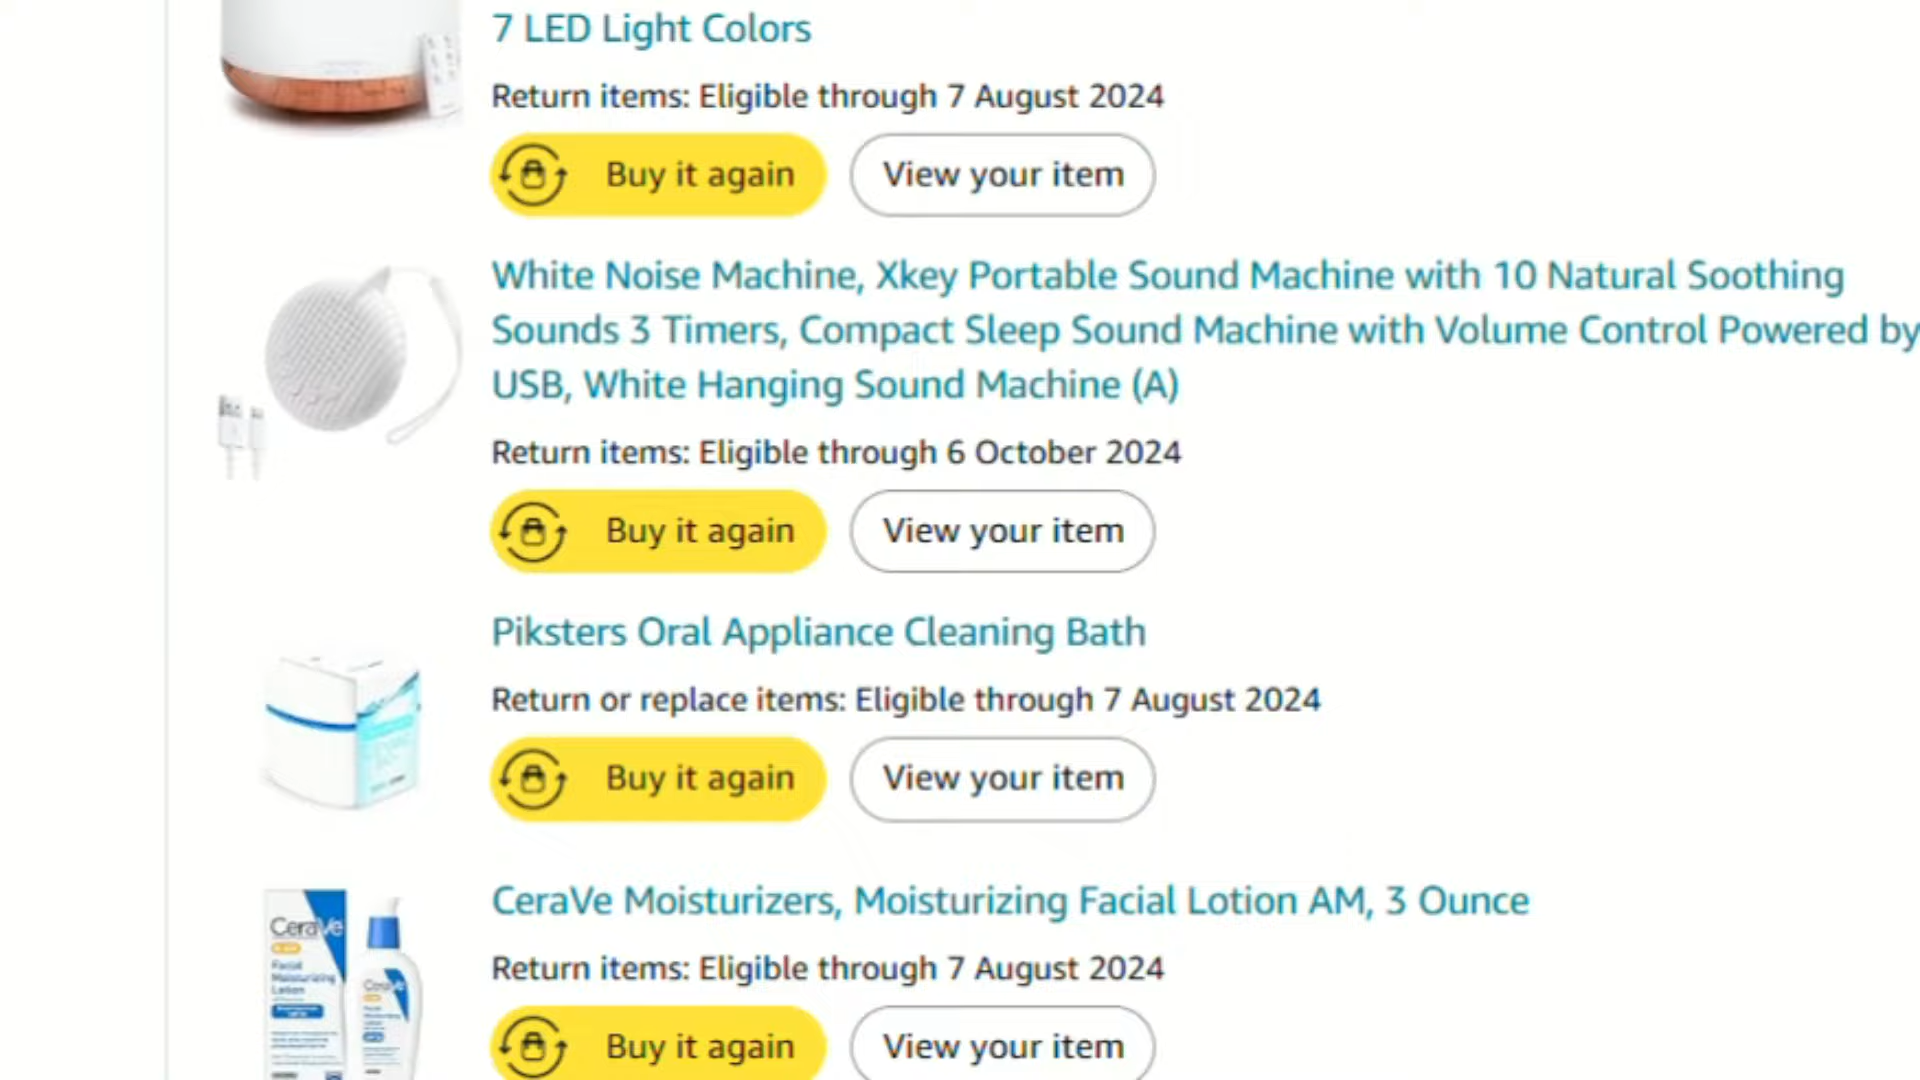 7 LED Light Colors
Return items: Eligible through 7 August 2024
Buy it again
View your item
White Noise Machine, Xkey Portable Sound Machine with 10 Natural Soothing
Sounds 3 Timers, Compact Sleep Sound Machine with Volume Control Powered by
USB, White Hanging Sound Machine (A)
Return items: Eligible through 6 October 2024
Buy it again
View your item
Piksters Oral Appliance Cleaning Bath
Return or replace items: Eligible through 7 August 2024
Buy it again
View your item
CeraVe Moisturizers, Moisturizing Facial Lotion AM, 3 Ounce
Return items: Eligible through 7 August 2024
CeraVe
Facial
Moisturizing
Lotion
CeraVe
Buy it again
View your item